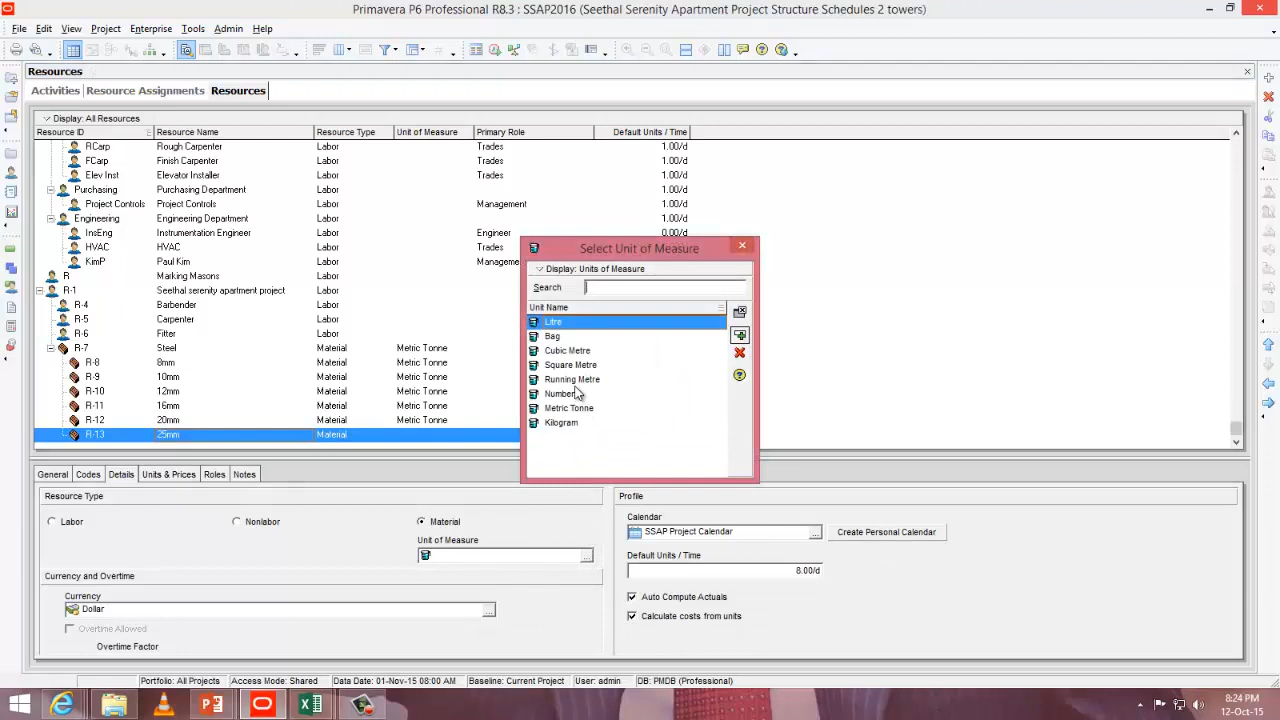 Primavera P6 Professional R8.3 : SSAP2016 (Seethal Serenity Apartment Project Structure Schedules 2 towers)
File Edit View Project Enterprise Tools Admin Help
Resources
Activities Resource Assignments Resources
Display: All Resources
Resource ID Resource Name Resource Type Unit of Measure Primary Role Default Units / Time
RCarp Rough Carpenter Labor Trades 1.00/d
FCarp Finish Carpenter Labor Trades 1.00/d
Elev Inst Elevator Installer Labor Trades 1.00/d
Purchasing Purchasing Department Labor 1.00/d
Project Controls Project Controls Labor Management 1.00/d
Engineering Engineering Department Labor 1.00/d
InsEng Instrumentation Engineer Labor Engineer 0.00/d
HVAC HVAC Labor Trades
KimP Paul Kim Labor Manageme
R Marking Masons Labor
R-1 Seethal serenity apartment project Labor
R-4 Barbender Labor
R-5 Carpenter Labor
R-6 Fitter Labor
R-7 Steel Material Metric Tonne
R-8 8mm Material Metric Tonne
R-9 10mm Material Metric Tonne
R-10 12mm Material Metric Tonne
R-11 16mm Material Metric Tonne
R-12 20mm Material Metric Tonne
R-13 25mm Material
Select Unit of Measure
Display: Units of Measure
Search
Unit Name
Litre
Bag
Cubic Metre
Square Metre
Running Metre
Number
Metric Tonne
Kilogram
General Codes Details Units & Prices Roles Notes
Resource Type
Labor Nonlabor Material
Unit of Measure
Currency and Overtime
Currency
Dollar
Overtime Allowed
Overtime Factor
Profile
Calendar
SSAP Project Calendar ... Create Personal Calendar
Default Units / Time
8.00/d
Auto Compute Actuals
Calculate costs from units
Portfolio: All Projects Access Mode: Shared Data Date: 01-Nov-15 08:00 AM Baseline: Current Project User: admin DB: PMDB (Professional)
8:24 PM
12-Oct-15